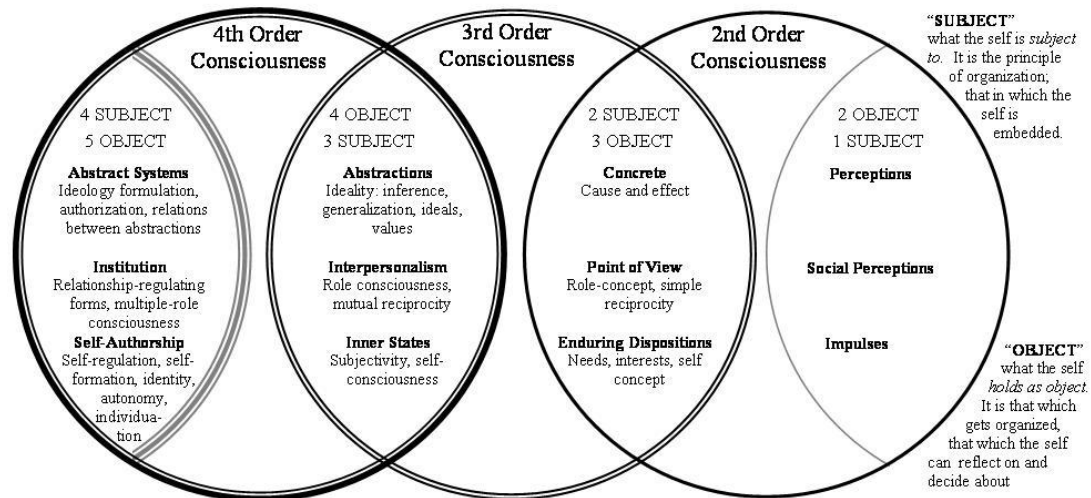 4th Order
Consciousness
3rd Order
Consciousness
2nd Order
Consciousness
4 SUBJECT
5 OBJECT
Abstract Systems
Ideology formulation,
authorization, relations
between abstractions
Institution
Relationship-regulating
forms, multiple-role
consciousness
Self-Authorship
Self-regulation, self-
formation, identity,
autonomy,
individua-
tion
4 OBJECT
3 SUBJECT
Abstractions
Ideality: inference,
generalization, ideals,
values
Interpersonalism
Role consciousness,
mutual reciprocity
Inner States
Subjectivity, self-
consciousness
2 SUBJECT
3 OBJECT
Concrete
Cause and effect
Point of View
Role-concept, simple
reciprocity
Enduring Dispositions
Needs, interests, self
concept
2 OBJECT
1 SUBJECT
Perceptions
Social Perceptions
Impulses
“SUBJECT”
what the self is subject
to. It is the principle
of organization;
that in which the
self is
embedded.
“OBJECT”
what the self
holds as object.
It is that which
gets organized,
that which the self
can reflect on and
decide about